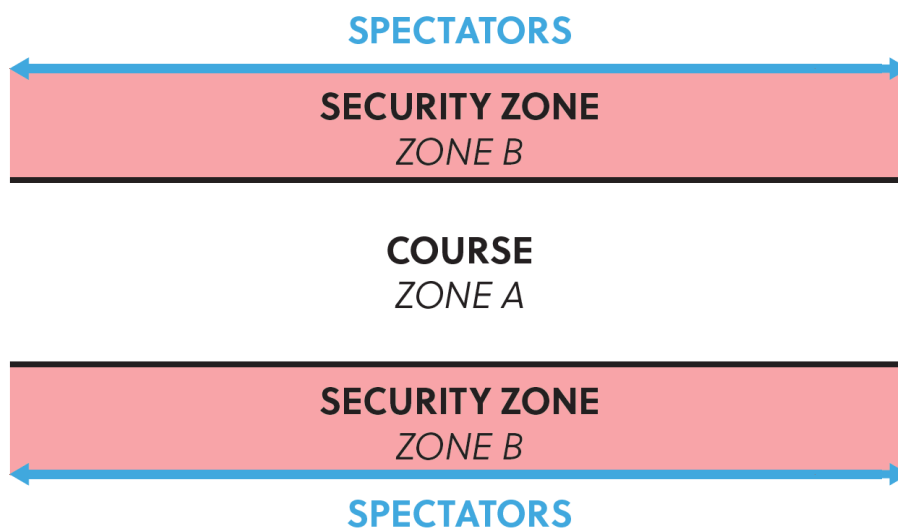 SPECTATORS
SECURITY ZONE
ZONE B
COURSE
ZONE A
SECURITY ZONE
ZONE B
SPECTATORS